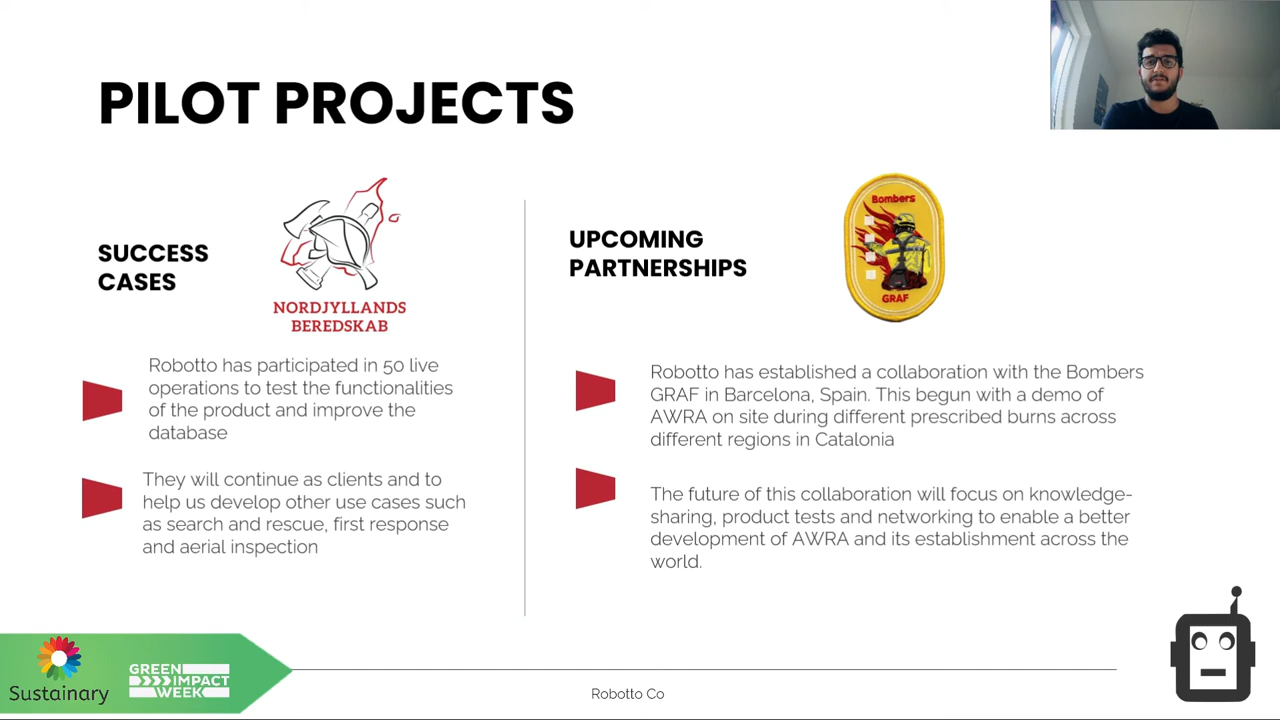 PILOT PROJECTS
SUCCESS
CASES
NORDJYLLANDS
BEREDSKAB
Robotto has participated in 50 live
operations to test the functionalities
of the product and improve the
database
They will continue as clients and to
help us develop other use cases such
as search and rescue, first response
and aerial inspection
UPCOMING
PARTNERSHIPS
Bombers
GRAF
Robotto has established a collaboration with the Bombers
GRAF in Barcelona, Spain. This begun with a demo of
AWRA on site during different prescribed burns across
different regions in Catalonia
The future of this collaboration will focus on knowledge-
sharing, product tests and networking to enable a better
development of AWRA and its establishment across the
world.
Sustainary
GREEN
IMPACT
WEEK
Robotto Co